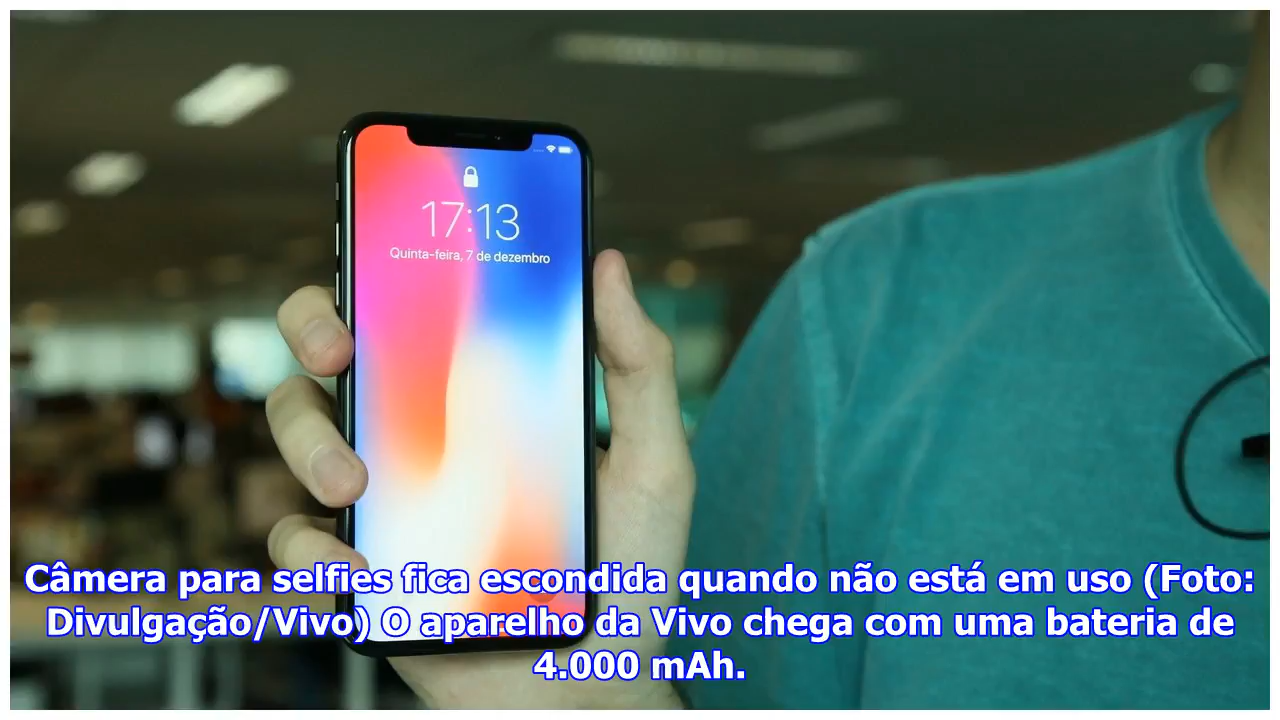 17:13
Quinta-feira, 7 de dezembro
Câmera para selfies fica escondida quando não está em uso (Foto:
Divulgação/Vivo) O aparelho da Vivo chega com uma bateria de
4.000 mAh.